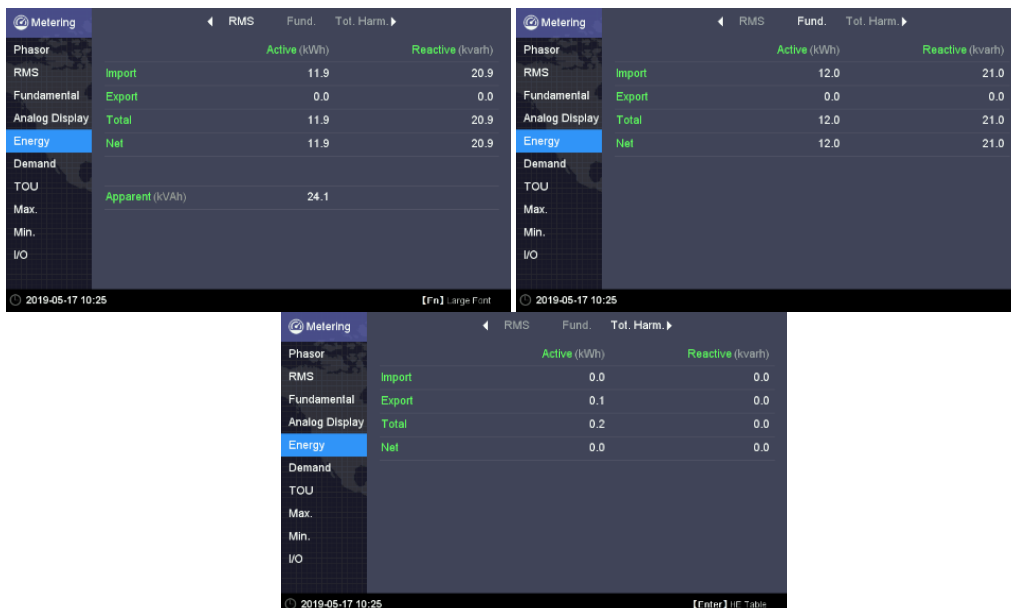 Metering RMS Fund. Tot. Harm.
Phasor Active (kWh) Reactive (kvarh)
RMS Import 11.9 20.9
Fundamental Export 0.0 0.0
Analog Display Total 11.9 20.9
Energy Net 11.9 20.9
Demand
TOU
Apparent (kVAh) 24.1
Max.
Min.
I/O
2019-05-17 10:25 【Fn】 Large Font
Metering RMS Fund. Tot. Harm.
Phasor Active (kWh) Reactive (kvarh)
RMS Import 12.0 21.0
Fundamental Export 0.0 0.0
Analog Display Total 12.0 21.0
Energy Net 12.0 21.0
Demand
TOU
Max.
Min.
I/O
2019-05-17 10:25
Metering RMS Fund. Tot. Harm.
Phasor Active (kWh) Reactive (kvarh)
RMS Import 0.0 0.0
Fundamental Export 0.1 0.0
Analog Display Total 0.2 0.0
Energy Net 0.0 0.0
Demand
TOU
Max.
Min.
I/O
2019-05-17 10:25 【Enter】 HE Table